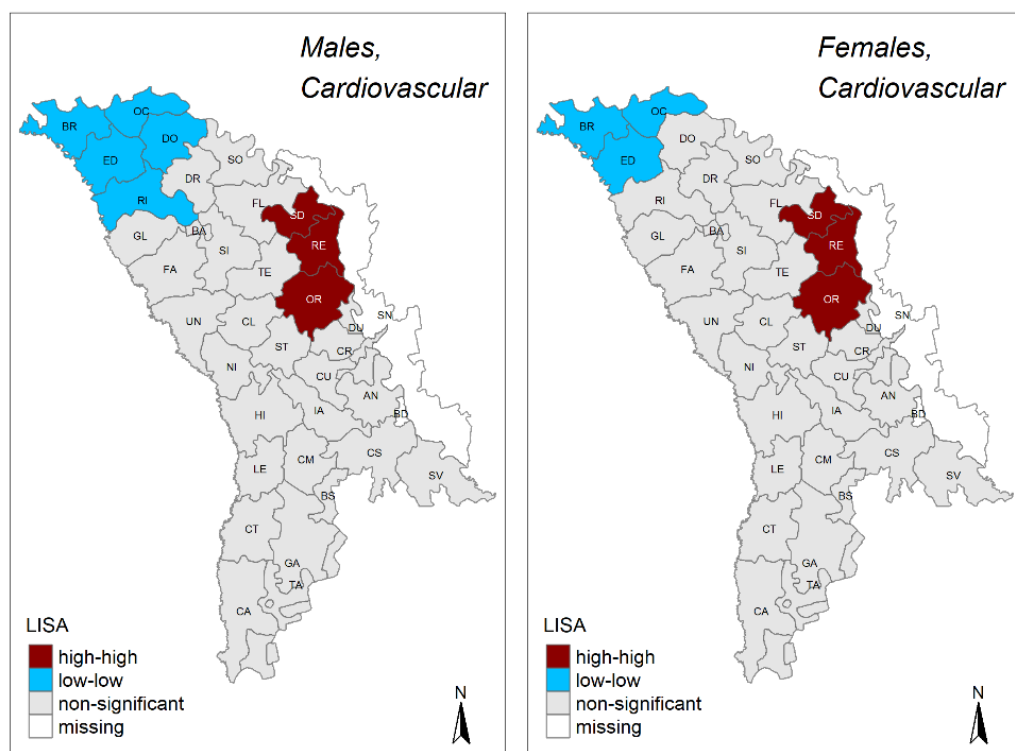 Males,
Cardiovascular
OC
BR
DO
ED
SO
DR
RI
FL
SD
BA
GL
SI
RE
FA
TE
OR
SN
UN
CL
DU
ST
CR
NI
CU
AN
HI
IA
BD
CM
CS
LE
SV
BS
CT
GA
TA
CA
LISA
high-high
low-low
non-significant
missing
N
Females,
Cardiovascular
OC
BR
DO
ED
SO
DR
RI
FL
SD
BA
GL
SI
RE
FA
TE
OR
SN
UN
CL
DU
ST
CR
NI
CU
AN
HI
IA
BD
CM
CS
LE
SV
BS
CT
GA
TA
CA
LISA
high-high
low-low
non-significant
missing
N